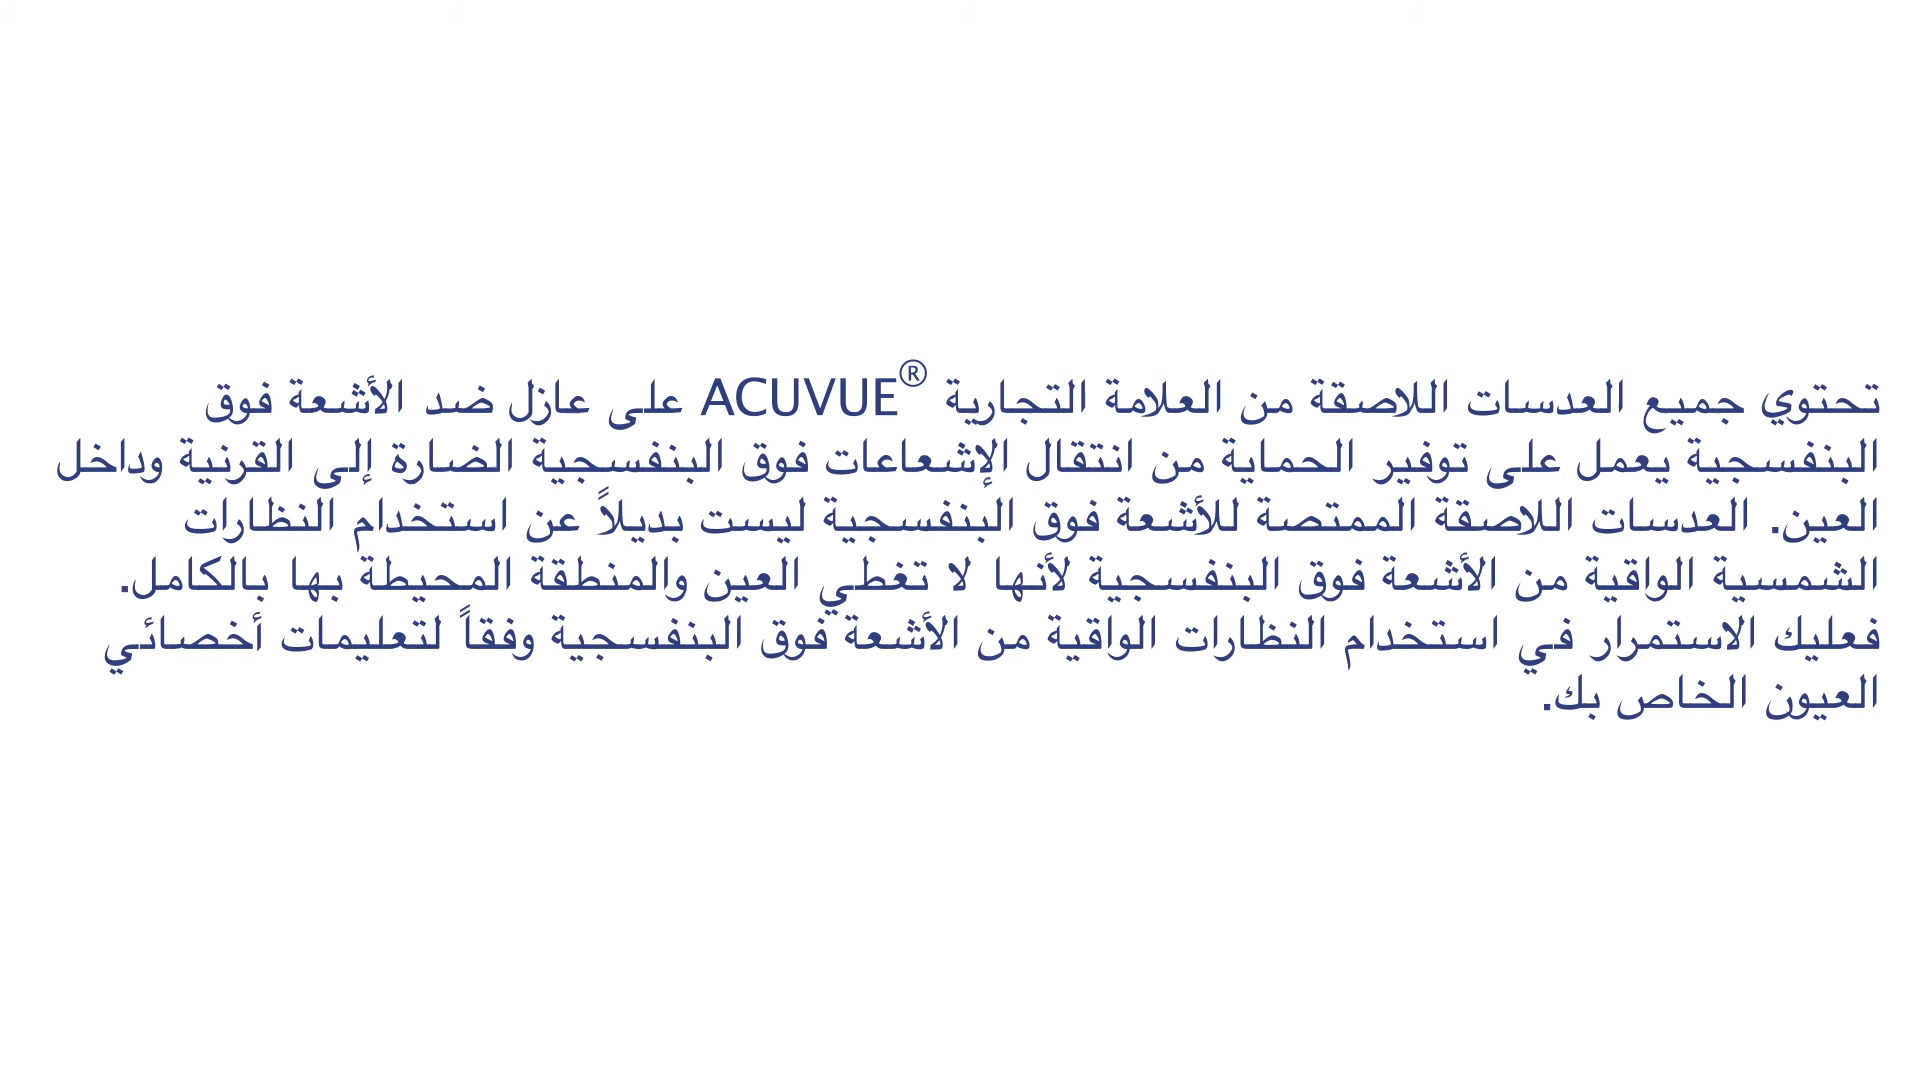 تحتوي جميع العدسات اللاصقة من العلامة التجارية ACUVUE® على عازل ضد الأشعة فوق
البنفسجية يعمل على توفير الحماية من انتقال الإشعاعات فوق البنفسجية الضارة إلى القرنية وداخل
العين. العدسات اللاصقة الممتصة للأشعة فوق البنفسجية ليست بديلاً عن استخدام النظارات
الشمسية الواقية من الأشعة فوق البنفسجية لأنها لا تغطي العين والمنطقة المحيطة بها بالكامل.
فعليك الاستمرار في استخدام النظارات الواقية من الأشعة فوق البنفسجية وفقاً لتعليمات أخصائي
العيون الخاص بك.